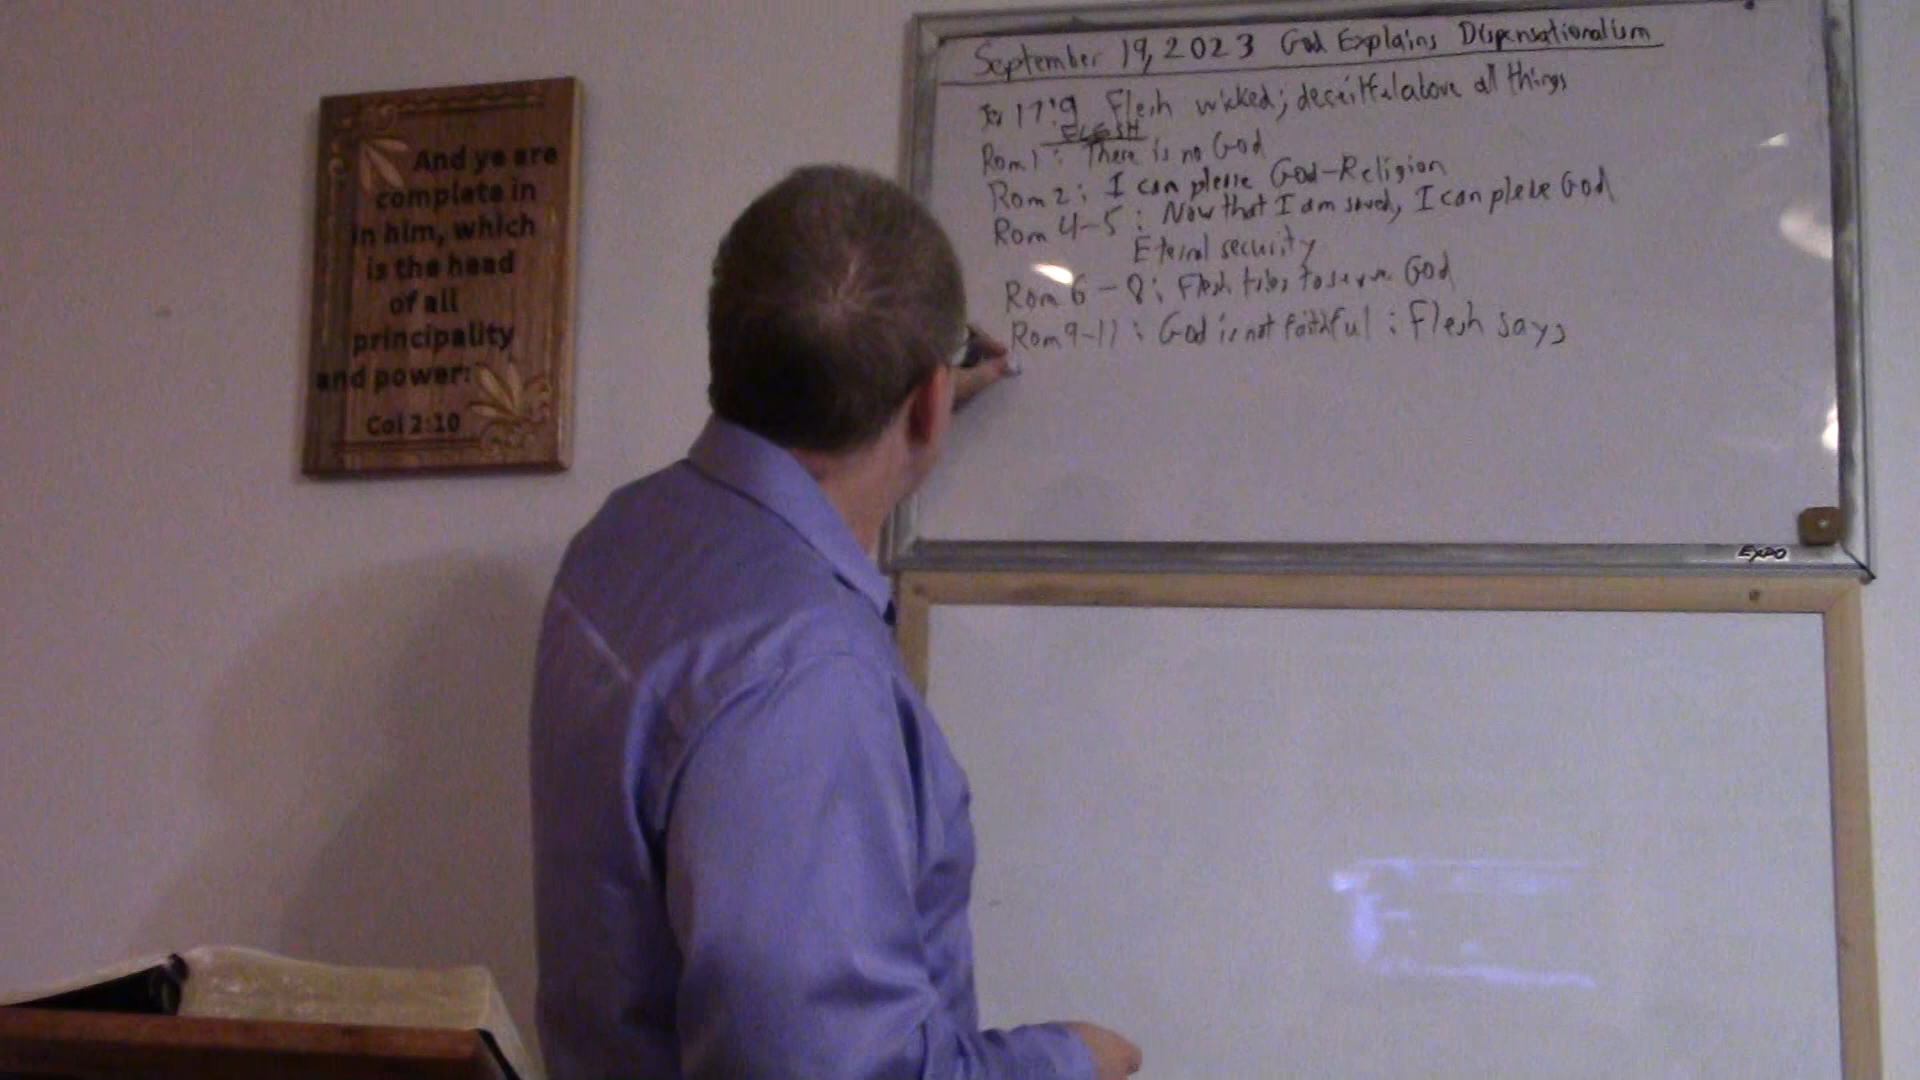 And ye are
complete in
in him, which
is the head
of all
principality
and power:
Col 2:10
September 19, 2023 God Explains Dispensationalism
Jer 17:9 Flesh wicked; deceitful above all things
FLESH
Rom 1: There is no God
Rom 2: I can please God-Religion
Rom 4-5: Now that I am saved, I can please God
Eternal security
Rom 6-8: Flesh tries to serve God
Rom 9-11: God is not faithful: Flesh says
EXPO